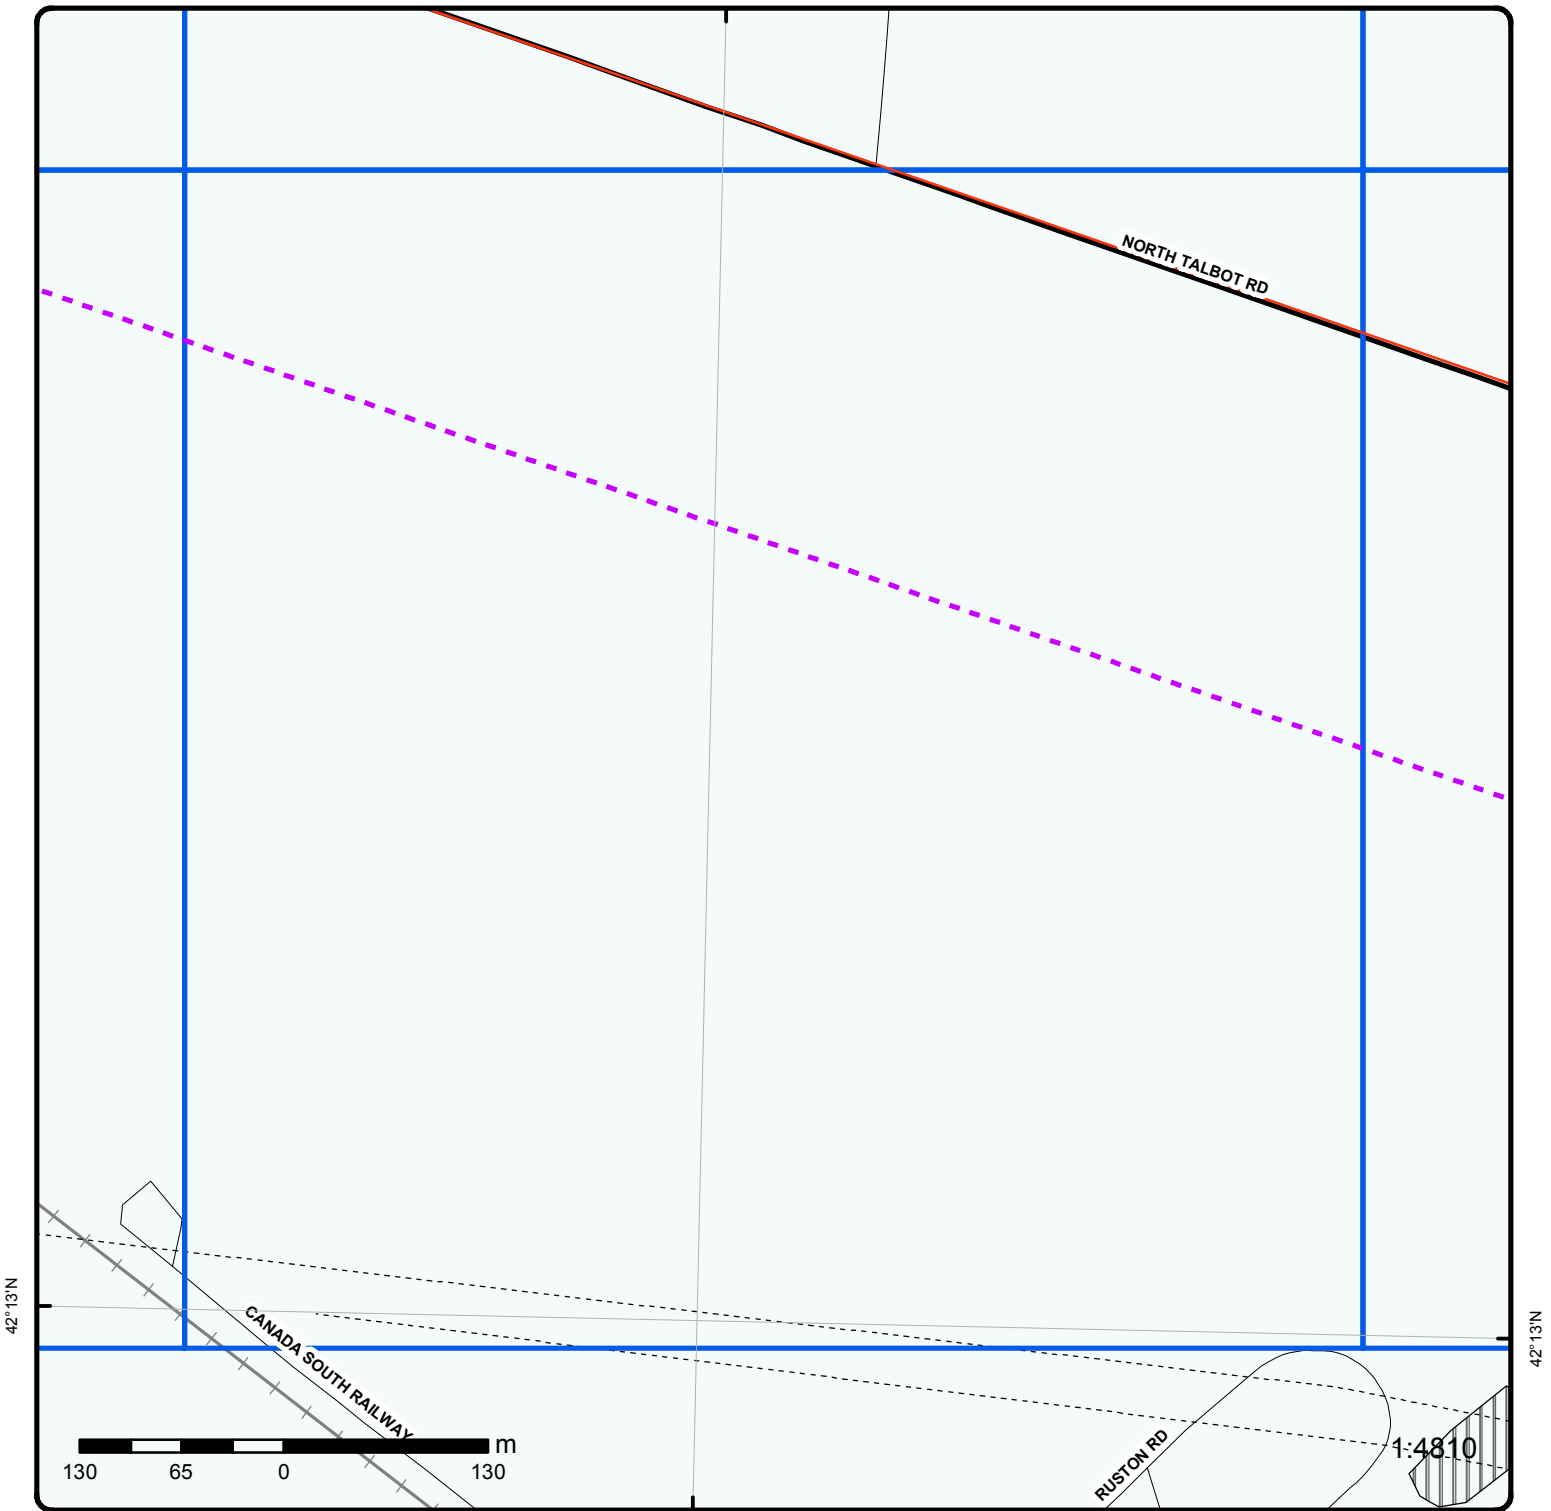 NORTH TALBOT RD
42°13'N
42°13'N
CANADA SOUTH RAILWAY
RUSTON RD
m
1:4810
130 65 0 130